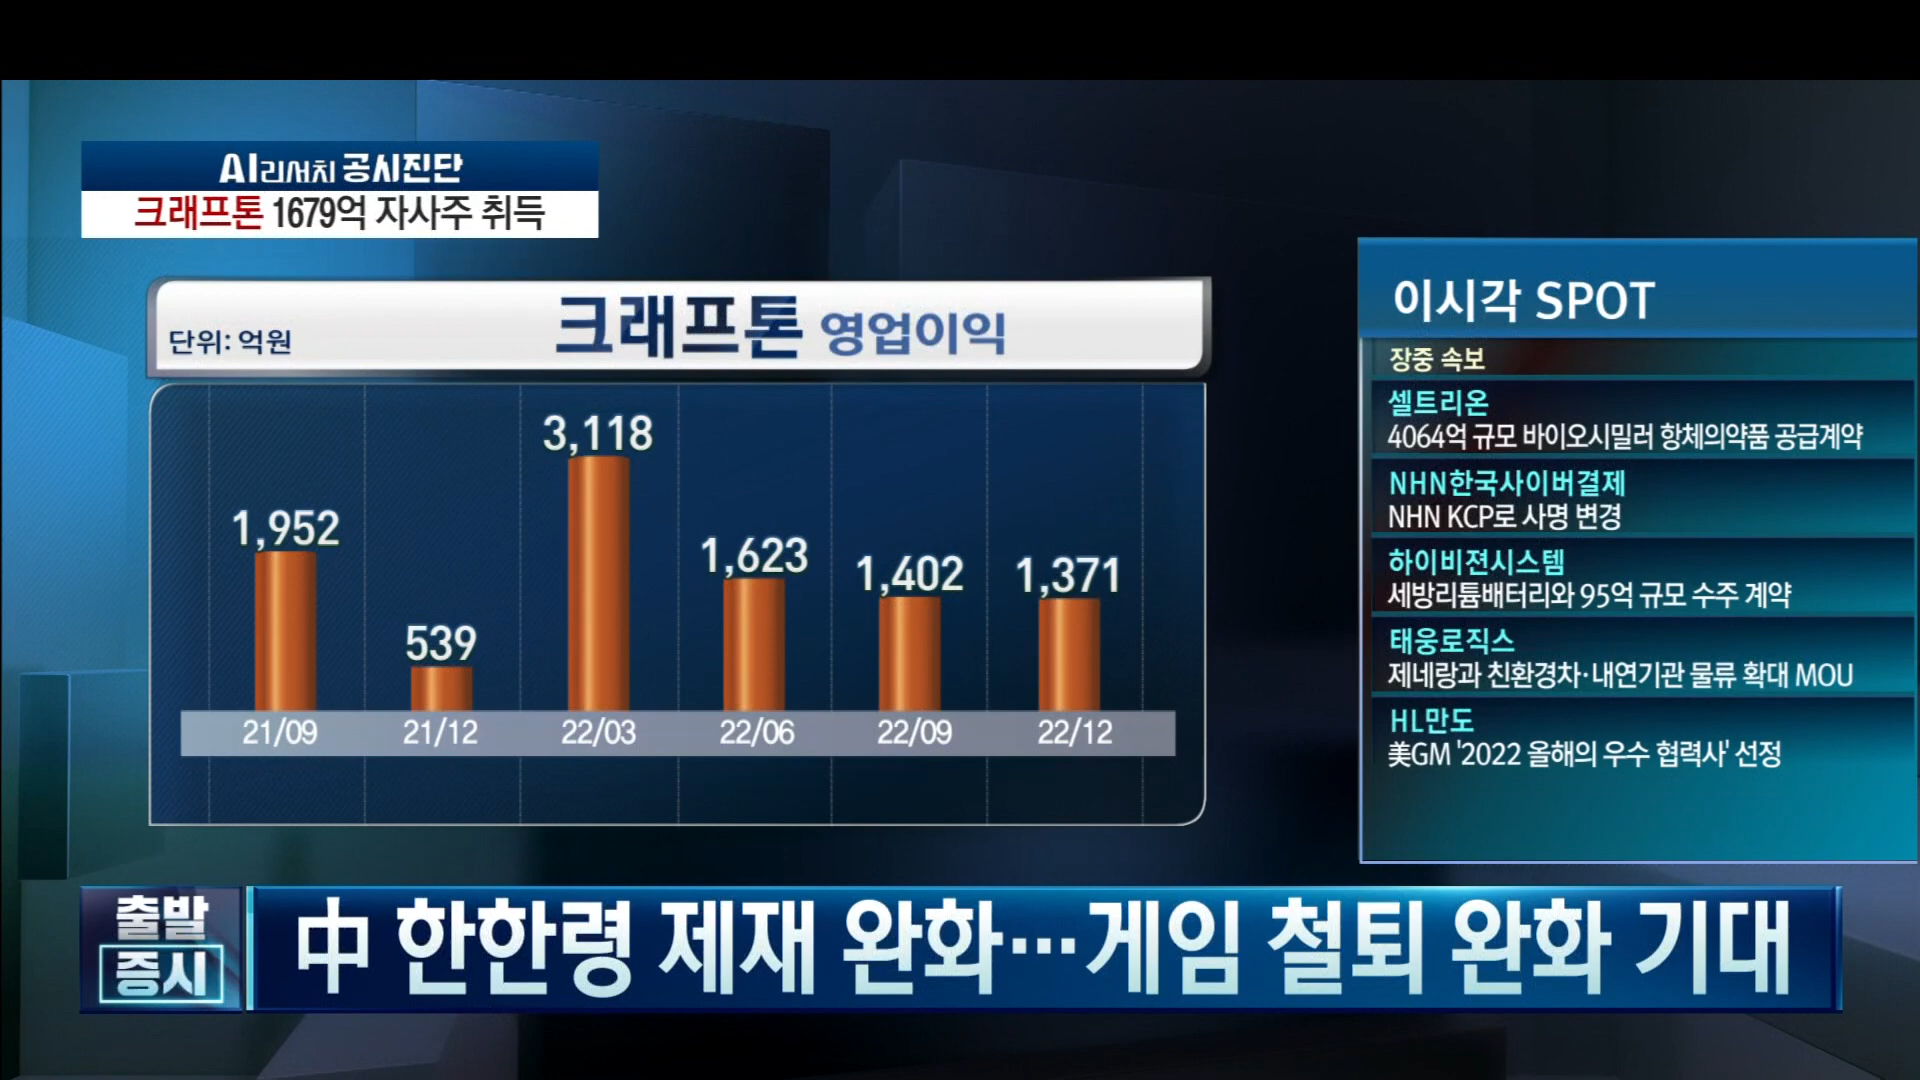 AI리서치 공시진단
크래프톤 1679억 자사주 취득
단위: 억원
크래프톤 영업이익
1,952
539
3,118
1,623
1,402
1,371
21/09
21/12
22/03
22/06
22/09
22/12
이시각 SPOT
장중 속보
셀트리온
4064억 규모 바이오시밀러 항체의약품 공급계약
NHN한국사이버결제
NHN KCP로 사명 변경
하이비젼시스템
세방리튬배터리와 95억 규모 수주 계약
태웅로직스
제네랑과 친환경차·내연기관 물류 확대 MOU
HL만도
美GM '2022 올해의 우수 협력사' 선정
출발
증시
中 한한령 제재 완화…게임 철퇴 완화 기대